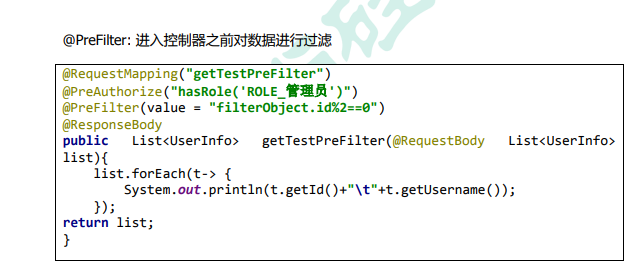 @PreFilter: 进入控制器之前对数据进行过滤
@RequestMapping("getTestPreFilter")
@PreAuthorize("hasRole('ROLE_管理员')")
@PreFilter(value = "filterObject.id%2==0")
@ResponseBody
public List<UserInfo> getTestPreFilter(@RequestBody List<UserInfo>
list){
list.forEach(t-> {
System.out.println(t.getId()+"\t"+t.getUsername());
});
return list;
}